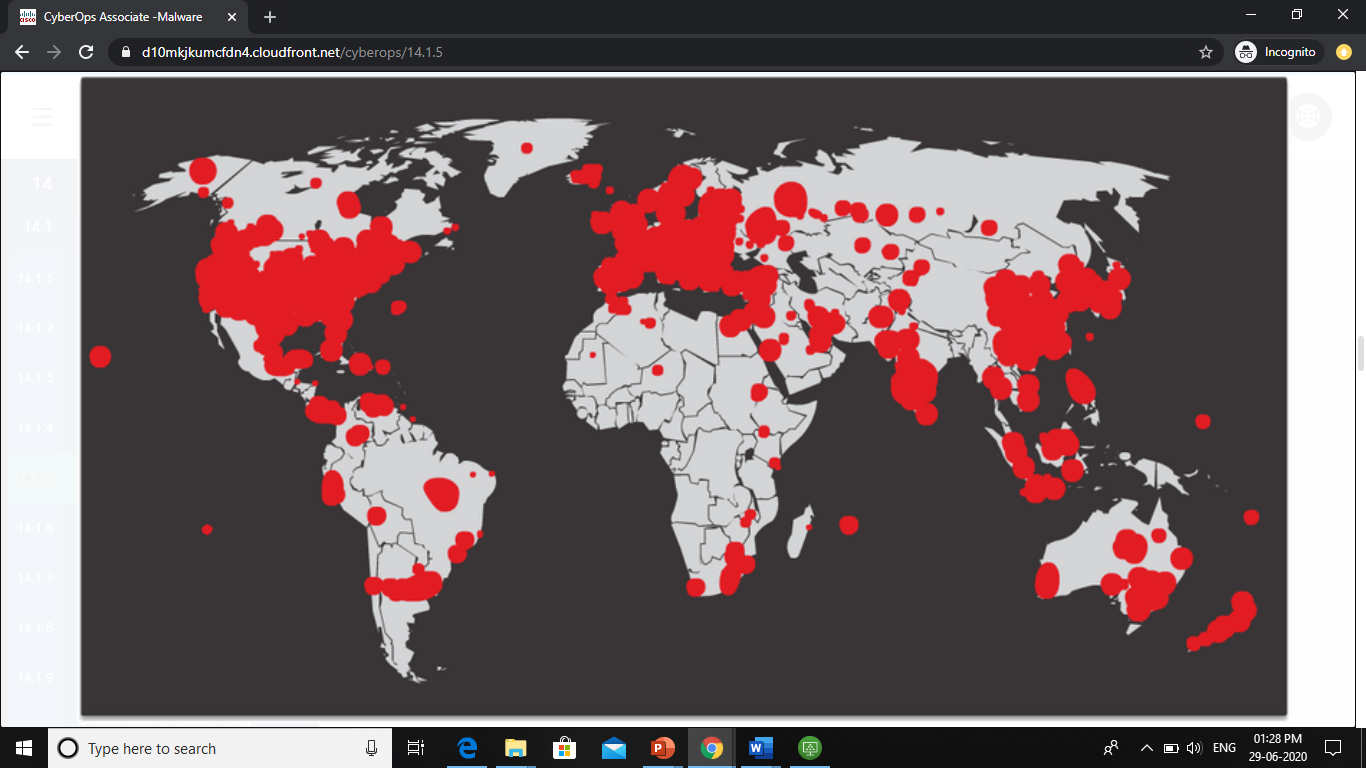 CyberOps Associate -Malware
d10mkjkumcfdn4.cloudfront.net/cyberops/14.1.5
Incognito
14
14.1
14.1.1
14.1.2
14.1.3
14.1.4
14.1.6
14.1.7
14.1.8
14.1.9
Type here to search
ENG
01:28 PM
29-06-2020